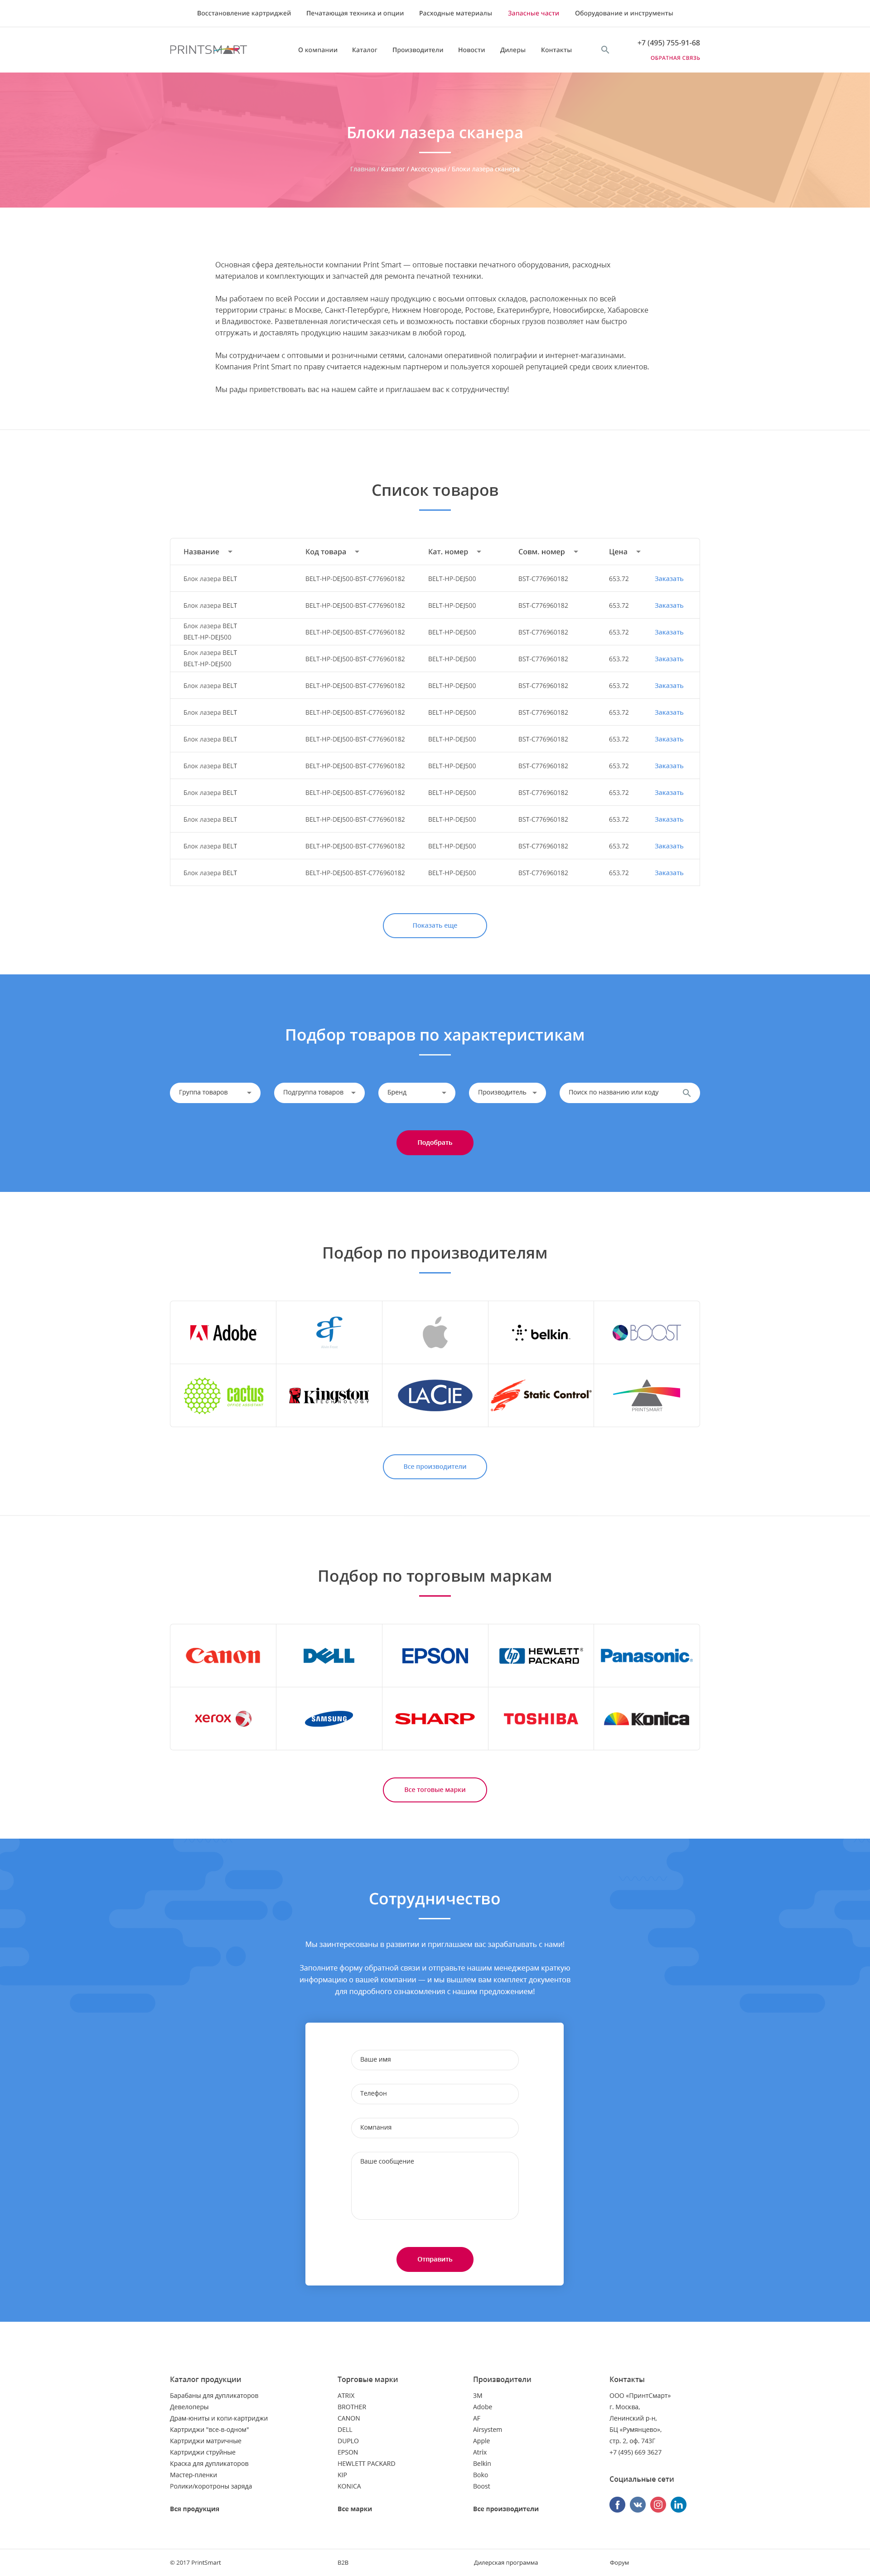 Восстановление картриджей Печатающая техника и опции Расходные материалы Запасные части Оборудование и инструменты
PRINTSMART
О компании Каталог Производители Новости Дилеры Контакты
+7 (495) 755-91-68
ОБРАТНАЯ СВЯЗЬ
Блоки лазера сканера
Главная / Каталог / Аксессуары / Блоки лазера сканера
Основная сфера деятельности компании Print Smart — оптовые поставки печатного оборудования, расходных
материалов и комплектующих и запчастей для ремонта печатной техники.
Мы работаем по всей России и доставляем нашу продукцию с восьми оптовых складов, расположенных по всей
территории страны: в Москве, Санкт-Петербурге, Нижнем Новгороде, Ростове, Екатеринбурге, Новосибирске, Хабаровске
и Владивостоке. Разветвленная логистическая сеть и возможность поставки сборных грузов позволяет нам быстро
отгружать и доставлять продукцию нашим заказчикам в любой город.
Мы сотрудничаем с оптовыми и розничными сетями, салонами оперативной полиграфии и интернет-магазинами.
Компания Print Smart по праву считается надежным партнером и пользуется хорошей репутацией среди своих клиентов.
Мы рады приветствовать вас на нашем сайте и приглашаем вас к сотрудничеству!
Список товаров
Название Код товара Кат. номер Совм. номер Цена
Блок лазера BELT BELT-HP-DEJ500-BST-C776960182 BELT-HP-DEJ500 BST-C776960182 653.72 Заказать
Блок лазера BELT BELT-HP-DEJ500-BST-C776960182 BELT-HP-DEJ500 BST-C776960182 653.72 Заказать
Блок лазера BELT
BELT-HP-DEJ500
BELT-HP-DEJ500-BST-C776960182 BELT-HP-DEJ500 BST-C776960182 653.72 Заказать
Блок лазера BELT
BELT-HP-DEJ500
BELT-HP-DEJ500-BST-C776960182 BELT-HP-DEJ500 BST-C776960182 653.72 Заказать
Блок лазера BELT BELT-HP-DEJ500-BST-C776960182 BELT-HP-DEJ500 BST-C776960182 653.72 Заказать
Блок лазера BELT BELT-HP-DEJ500-BST-C776960182 BELT-HP-DEJ500 BST-C776960182 653.72 Заказать
Блок лазера BELT BELT-HP-DEJ500-BST-C776960182 BELT-HP-DEJ500 BST-C776960182 653.72 Заказать
Блок лазера BELT BELT-HP-DEJ500-BST-C776960182 BELT-HP-DEJ500 BST-C776960182 653.72 Заказать
Блок лазера BELT BELT-HP-DEJ500-BST-C776960182 BELT-HP-DEJ500 BST-C776960182 653.72 Заказать
Блок лазера BELT BELT-HP-DEJ500-BST-C776960182 BELT-HP-DEJ500 BST-C776960182 653.72 Заказать
Блок лазера BELT BELT-HP-DEJ500-BST-C776960182 BELT-HP-DEJ500 BST-C776960182 653.72 Заказать
Блок лазера BELT BELT-HP-DEJ500-BST-C776960182 BELT-HP-DEJ500 BST-C776960182 653.72 Заказать
Показать еще
Подбор товаров по характеристикам
Группа товаров Подгруппа товаров Бренд Производитель Поиск по названию или коду
Подобрать
Подбор по производителям
Adobe af belkin. BOOST
cactus
OFFICE ASSISTANCE
Kingston
TECHNOLOGY
LACIE
Static Control®
PRINTSMART
Все производители
Подбор по торговым маркам
Canon DELL EPSON hp HEWLETT® PACKARD Panasonic®
xerox SAMSUNG SHARP TOSHIBA Konica
Все тоговые марки
Сотрудничество
Мы заинтересованы в развитии и приглашаем вас зарабатывать с нами!
Заполните форму обратной связи и отправьте нашим менеджерам краткую
информацию о вашей компании — и мы вышлем вам комплект документов
для подробного ознакомления с нашим предложением!
Ваше имя
Телефон
Компания
Ваше сообщение
Отправить
Каталог продукции
Барабаны для дупликаторов
Девелоперы
Драм-юниты и копи-картриджи
Картриджи "все-в-одном"
Картриджи матричные
Картриджи струйные
Краска для дупликаторов
Мастер-пленки
Ролики/коротроны заряда
Вся продукция
Торговые марки
ATRIX
BROTHER
CANON
DELL
DUPLO
EPSON
HEWLETT PACKARD
KIP
KONICA
Все марки
Производители
3M
Adobe
AF
Airsystem
Apple
Atrix
Belkin
Boko
Boost
Все производители
Контакты
ООО «ПринтСмарт»
г. Москва,
Ленинский р-н,
БЦ «Румянцево»,
стр. 2, оф. 743Г
+7 (495) 669 3627
Социальные сети
© 2017 PrintSmart B2B Дилерская программа Форум